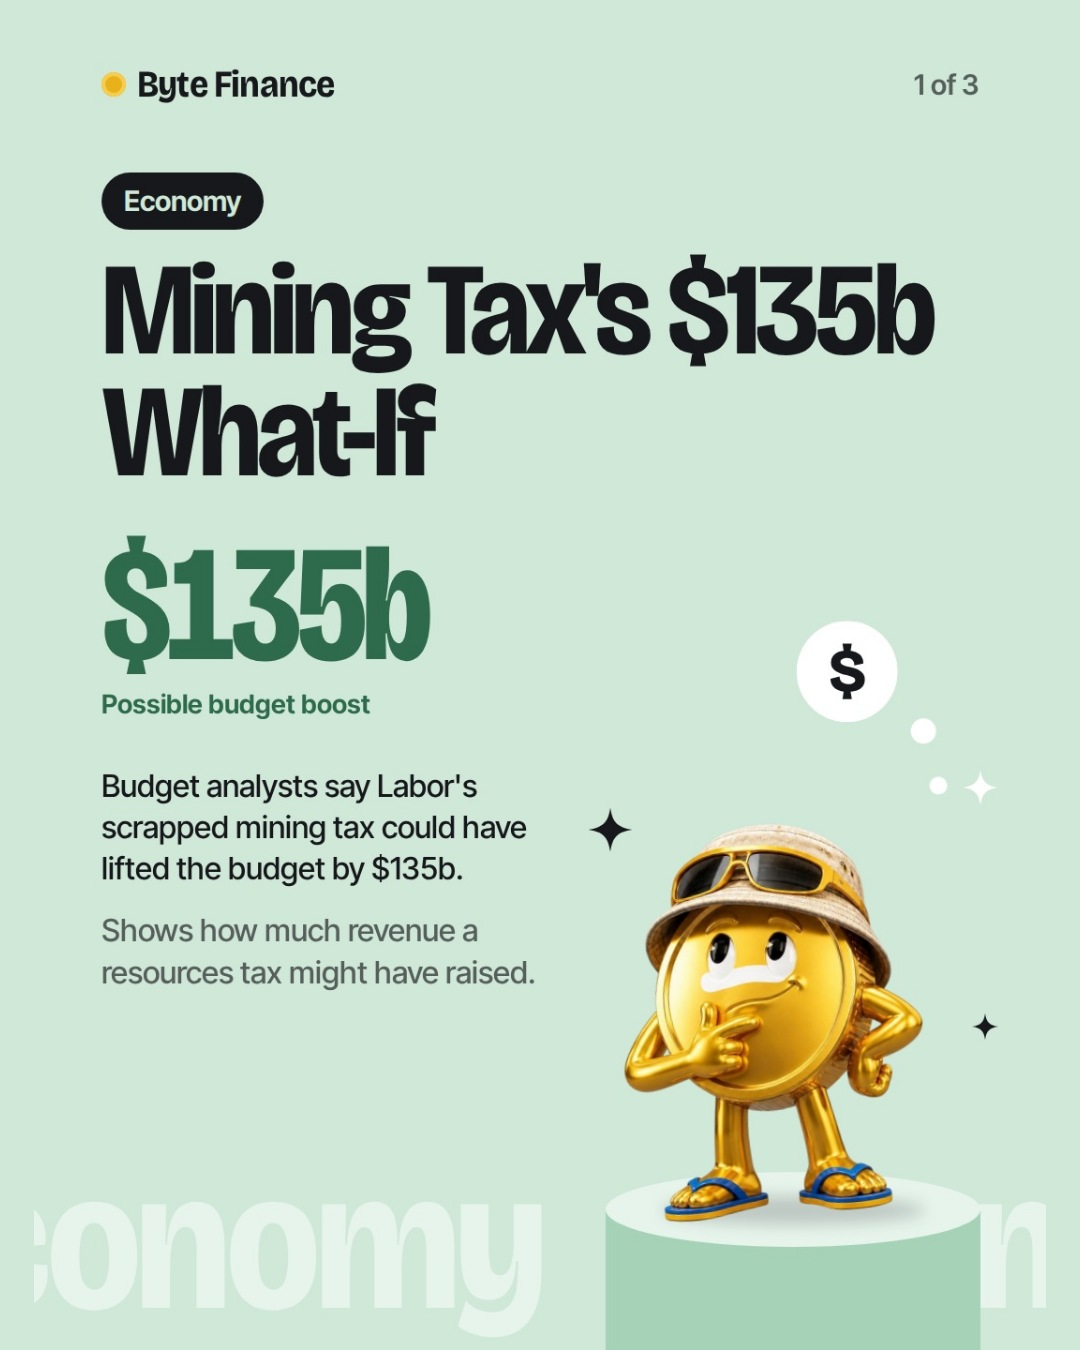 Byte Finance
1 of 3
Economy
Mining Tax's $135b
What-If
$135b
Possible budget boost
$
Budget analysts say Labor's
scrapped mining tax could have
lifted the budget by $135b.
Shows how much revenue a
resources tax might have raised.
conomy